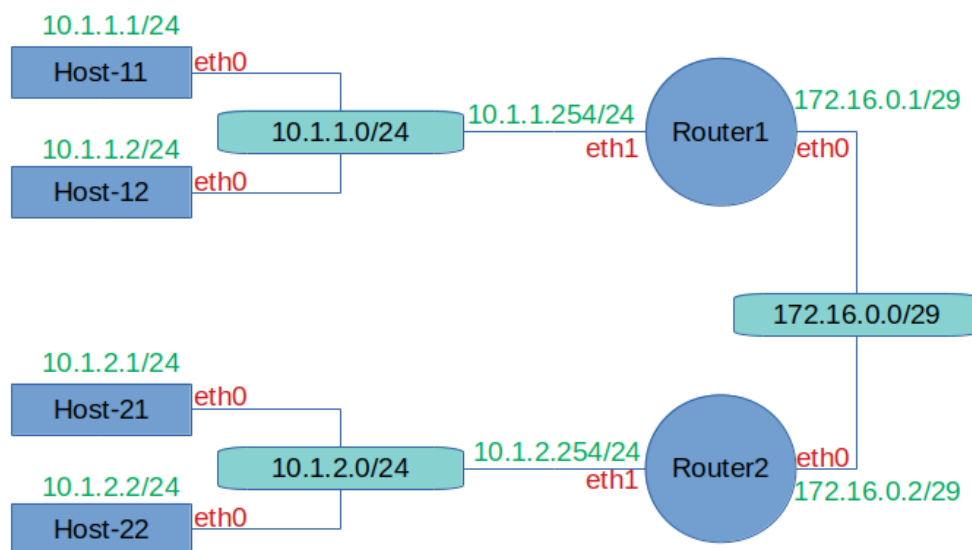 10.1.1.1/24
Host-11
eth0
10.1.1.0/24
10.1.1.2/24
Host-12
eth0
10.1.1.254/24
eth1
Router1
172.16.0.1/29
eth0
172.16.0.0/29
10.1.2.1/24
Host-21
eth0
10.1.2.0/24
10.1.2.2/24
Host-22
eth0
10.1.2.254/24
eth1
Router2
eth0
172.16.0.2/29